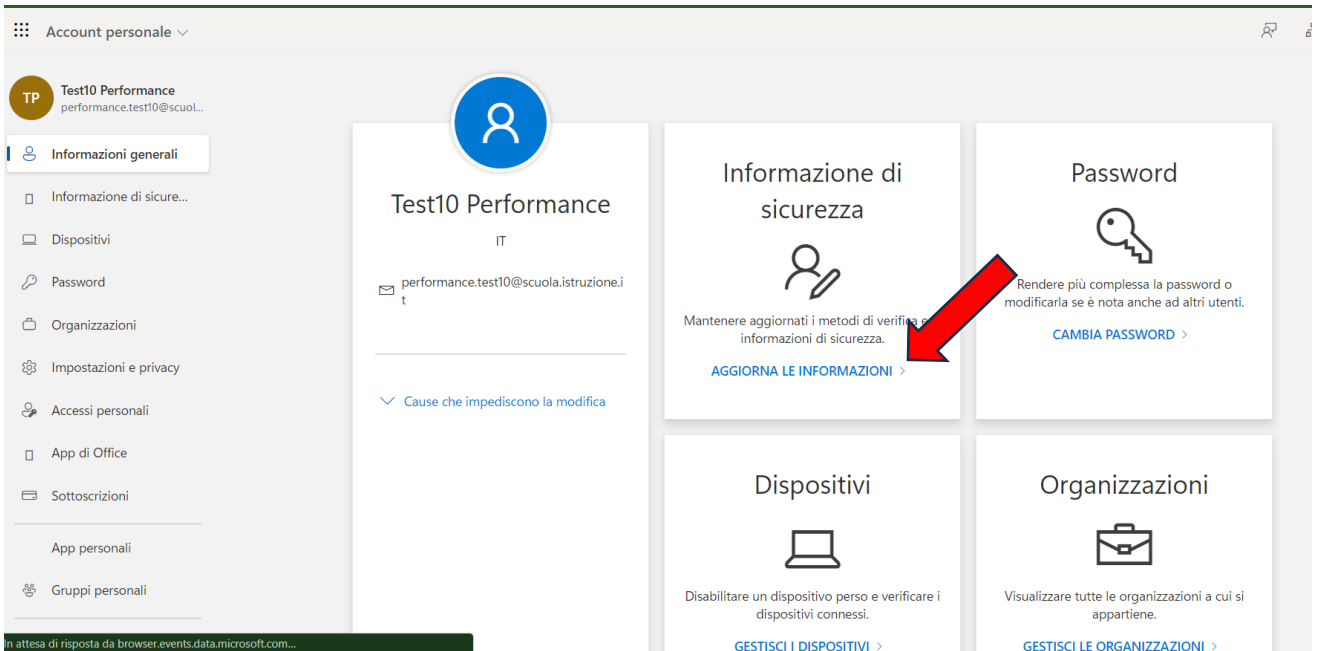 Account personale
TP
Test10 Performance
performance.test10@scuol...
Informazioni generali
Informazione di sicure...
Dispositivi
Password
Organizzazioni
Impostazioni e privacy
Accessi personali
App di Office
Sottoscrizioni
App personali
Gruppi personali
In attesa di risposta da browser.events.data.microsoft.com...
Test10 Performance
IT
performance.test10@scuola.istruzione.i
t
Cause che impediscono la modifica
Informazione di
sicurezza
Mantenere aggiornati i metodi di verifica e
informazioni di sicurezza.
AGGIORNA LE INFORMAZIONI
Password
Rendere più complessa la password o
modificarla se è nota anche ad altri utenti.
CAMBIA PASSWORD
Dispositivi
Disabilitare un dispositivo perso e verificare i
dispositivi connessi.
GESTISCI I DISPOSITIVI
Organizzazioni
Visualizzare tutte le organizzazioni a cui si
appartiene.
GESTISCI LE ORGANIZZAZIONI